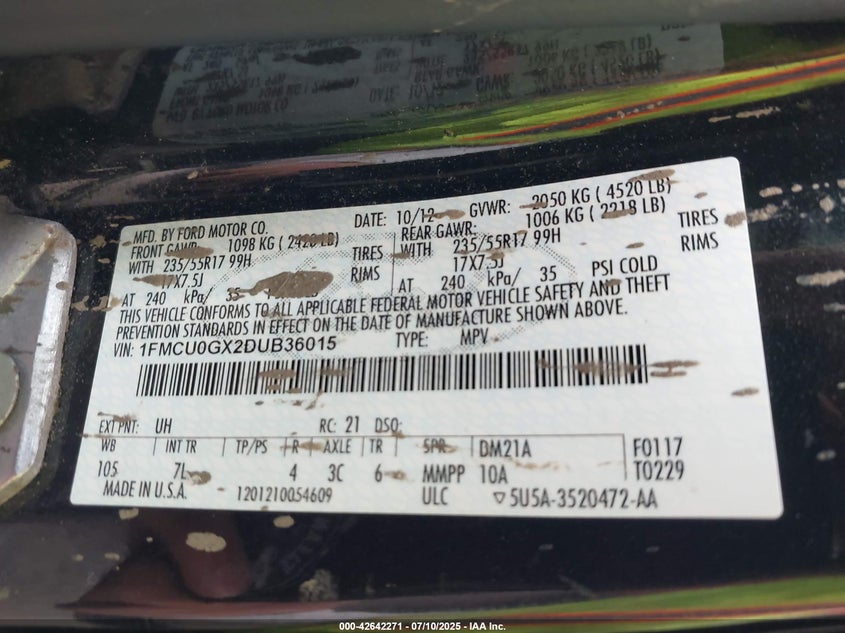 MFD. BY FORD MOTOR CO.
DATE: 10/12
GVWR: 2050 KG ( 4520 LB)
FRONT GAWR: 1098 KG ( 2420 LB)
REAR GAWR: 1006 KG ( 2218 LB)
WITH 235/55R17 99H TIRES
WITH 235/55R17 99H TIRES
17X7.5J RIMS
17X7.5J RIMS
AT 240 kPa/ 35
AT 240 kPa/ 35 PSI COLD
THIS VEHICLE CONFORMS TO ALL APPLICABLE FEDERAL MOTOR VEHICLE SAFETY AND THEFT
PREVENTION STANDARDS IN EFFECT ON THE DATE OF MANUFACTURE SHOWN ABOVE.
VIN: 1FMCU0GX2DUB36015 TYPE: MPV
EXT PNT: UH RC: 21 DSO:
WB INT TR TP/PS R AXLE TR SPR DM21A F0117
105 7L 4 3C 6 MMPP 10A T0229
MADE IN U.S.A. 1201210054609 ULC ▽5U5A-3520472-AA
000-42642271 - 07/10/2025 - IAA Inc.